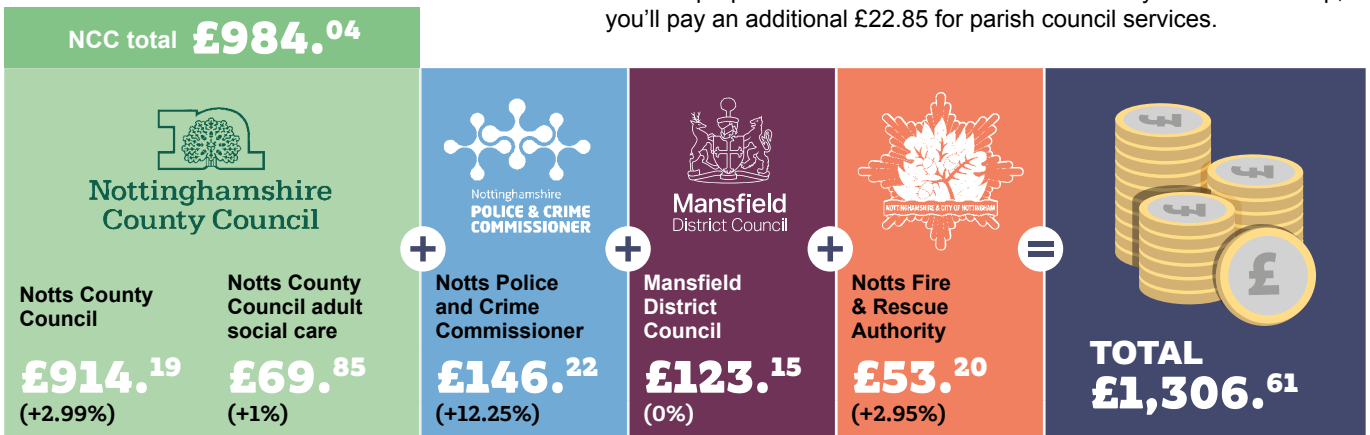 you'll pay an additional £22.85 for parish council services.
NCC total £984.04
Nottinghamshire
County Council
Notts County
Council
£914.19
(+2.99%)
Notts County
Council adult
social care
£69.85
(+1%)
+
Nottinghamshire
POLICE & CRIME
COMMISSIONER
Notts Police
and Crime
Commissioner
£146.22
(+12.25%)
+
Mansfield
District Council
Mansfield
District
Council
£123.15
(0%)
+
NOTTINGHAMSHIRE & CITY OF NOTTINGHAM
Notts Fire
& Rescue
Authority
£53.20
(+2.95%)
=
£
£
£
£
TOTAL
£1,306.61